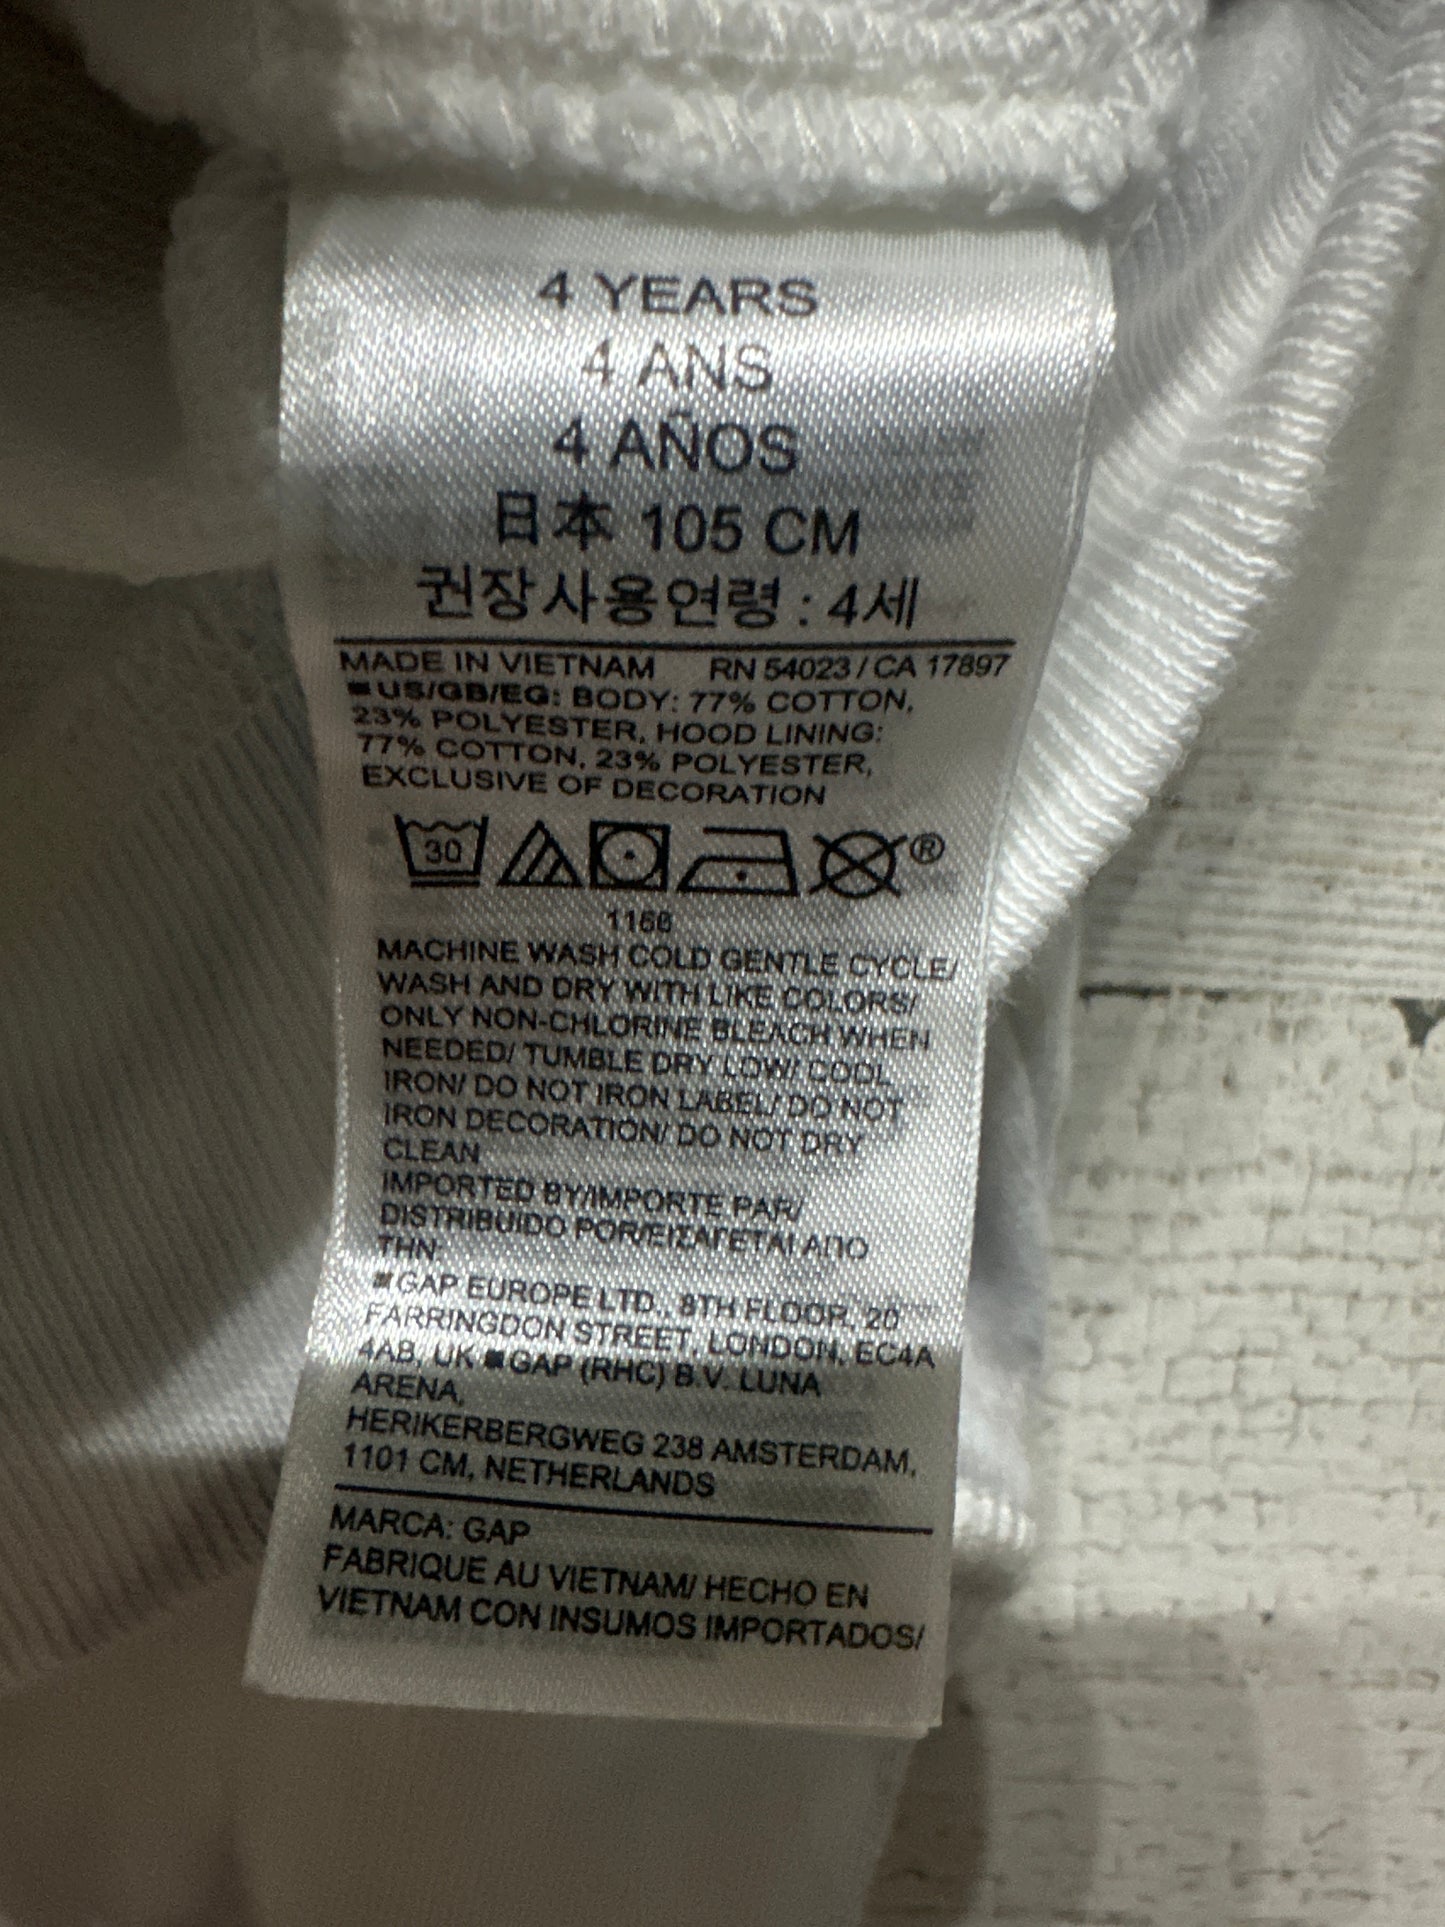 4 YEARS
4 ANS
4 AÑOS
日本 105 CM
권장사용연령 : 4세
MADE IN VIETNAM RN 54023 / CA 17897
■US/GB/EG: BODY: 77% COTTON,
23% POLYESTER, HOOD LINING:
77% COTTON, 23% POLYESTER,
EXCLUSIVE OF DECORATION
30 ®
MACHINE WASH COLD GENTLE CYCLE/
WASH AND DRY WITH LIKE COLORS/
ONLY NON-CHLORINE BLEACH WHEN
NEEDED/ TUMBLE DRY LOW/ COOL
IRON/ DO NOT IRON LABEL/ DO NOT
IRON DECORATION/ DO NOT DRY
CLEAN
IMPORTED BY/IMPORTE PAR/
DISTRIBUIDO POR/ΕΙΣΑΓΕΤΑΙ ΑΠΟ
ΤΗΝ:
■GAP EUROPE LTD., 8TH FLOOR, 20
FARRINGDON STREET, LONDON, EC4A
4AB, UK ■GAP (RHC) B.V. LUNA
ARENA,
HERIKERBERGWEG 238 AMSTERDAM,
1101 CM, NETHERLANDS
MARCA: GAP
FABRIQUE AU VIETNAM/ HECHO EN
VIETNAM CON INSUMOS IMPORTADOS/